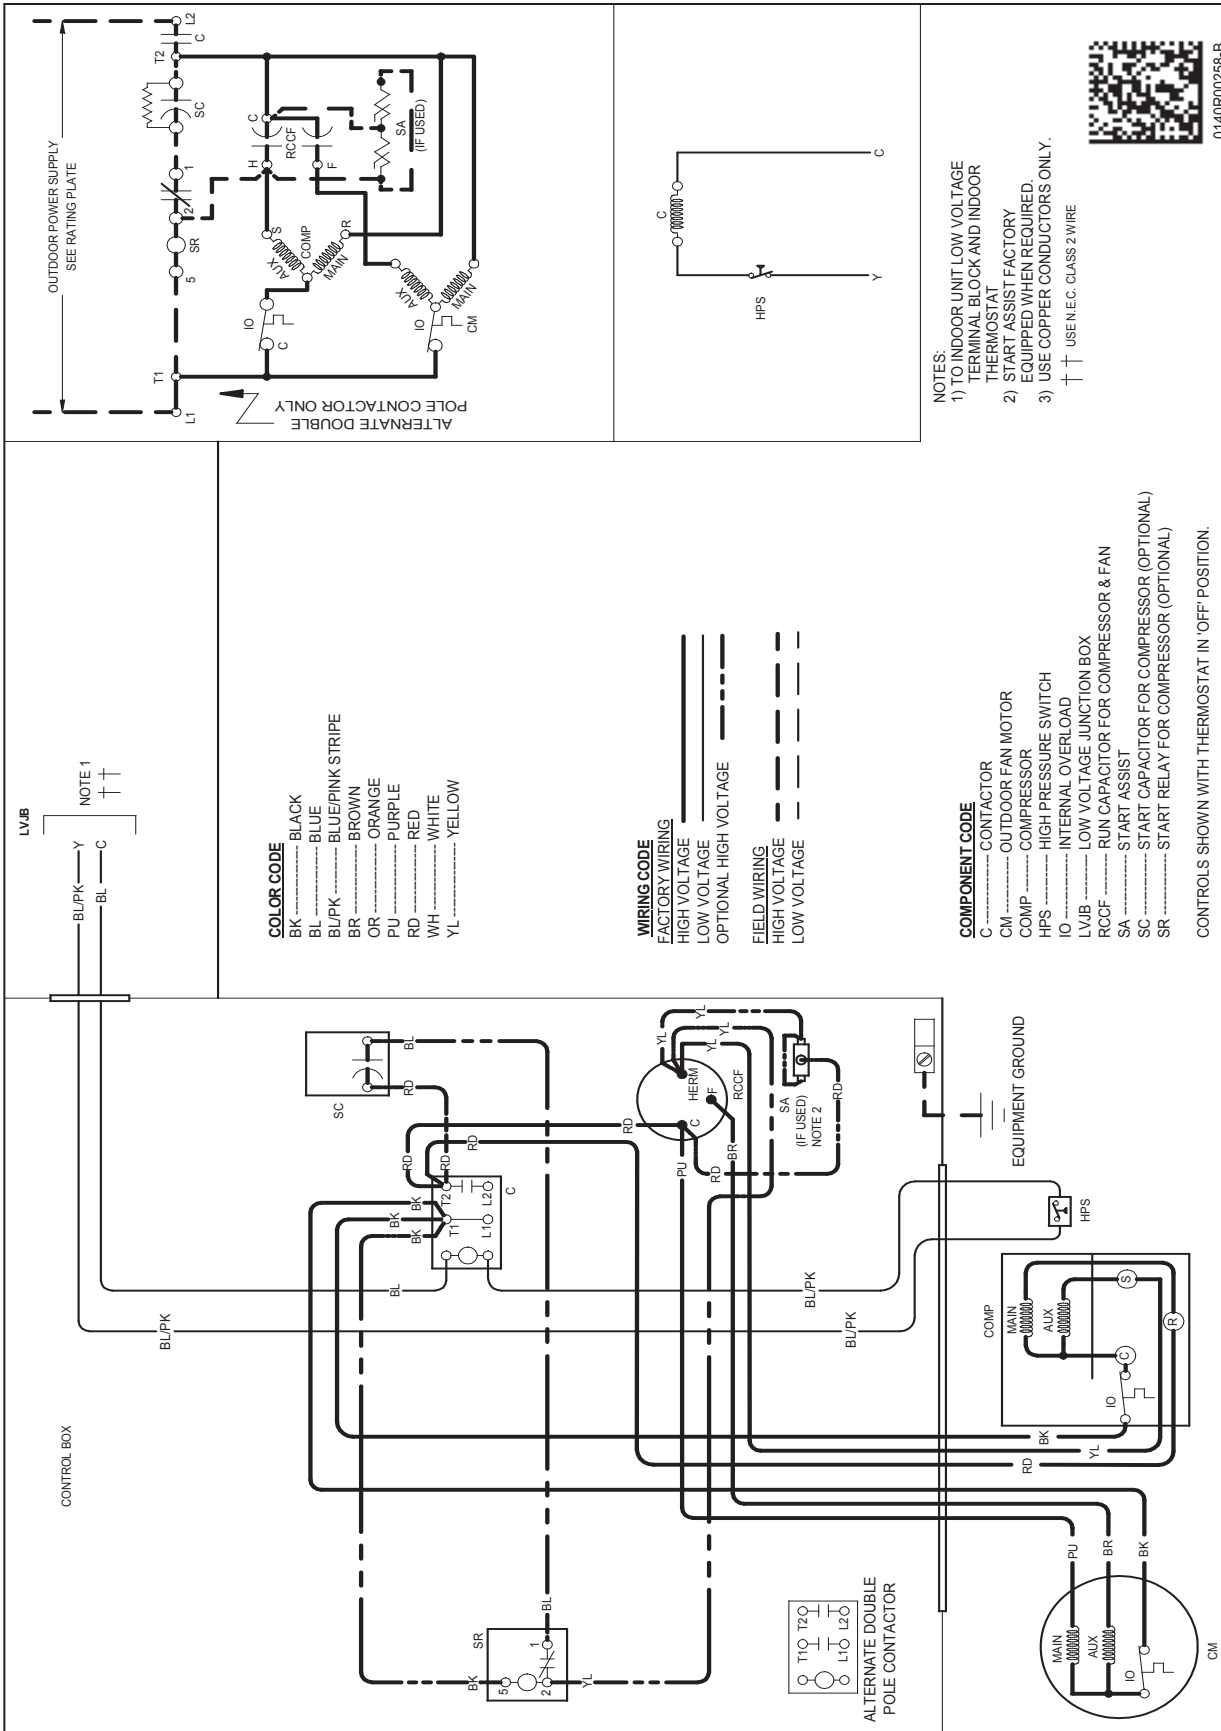 LVJB
NOTE 1
BL/PK
Y
BL
C
CONTROL BOX
BL/PK
BL
BL/PK
BL/PK
SC
RD
BL
RD
RD
RD
RD
BK
BK
BK
T2
T1
L2
L1
C
SR
5
2
1
BK
BL
YL
HERM
F
C
RCCF
YL
YL
YL
YL
PU
BR
RD
RD
RD
SA
(IF USED)
NOTE 2
ALTERNATE DOUBLE
POLE CONTACTOR
T1
T2
L1
L2
EQUIPMENT GROUND
HPS
COMP
MAIN
AUX
S
R
C
IO
BK
YL
RD
PU
BR
BK
MAIN
AUX
IO
CM
COLOR CODE
BK ---------- BLACK
BL ---------- BLUE
BL/PK ------- BLUE/PINK STRIPE
BR ---------- BROWN
OR ---------- ORANGE
PU ---------- PURPLE
RD ---------- RED
WH ---------- WHITE
YL ---------- YELLOW
WIRING CODE
FACTORY WIRING
HIGH VOLTAGE
LOW VOLTAGE
OPTIONAL HIGH VOLTAGE
FIELD WIRING
HIGH VOLTAGE
LOW VOLTAGE
COMPONENT CODE
C ---------- CONTACTOR
CM -------- OUTDOOR FAN MOTOR
COMP ------ COMPRESSOR
HPS -------- HIGH PRESSURE SWITCH
IO ---------- INTERNAL OVERLOAD
LVJB -------- LOW VOLTAGE JUNCTION BOX
RCCF -------- RUN CAPACITOR FOR COMPRESSOR & FAN
SA ---------- START ASSIST
SC ---------- START CAPACITOR FOR COMPRESSOR (OPTIONAL)
SR ---------- START RELAY FOR COMPRESSOR (OPTIONAL)
CONTROLS SHOWN WITH THERMOSTAT IN 'OFF' POSITION.
OUTDOOR POWER SUPPLY
SEE RATING PLATE
L1
T1
5
SR
2
1
SC
T2
C
L2
ALTERNATE DOUBLE
POLE CONTACTOR ONLY
IO
C
S
AUX
COMP
MAIN
R
H
RCCF
C
F
SA
(IF USED)
IO
AUX
MAIN
CM
C
HPS
Y
C
NOTES:
1) TO INDOOR UNIT LOW VOLTAGE
TERMINAL BLOCK AND INDOOR
THERMOSTAT
2) START ASSIST FACTORY
EQUIPPED WHEN REQUIRED.
3) USE COPPER CONDUCTORS ONLY.
USE N.E.C. CLASS 2 WIRE
0140R00258-B